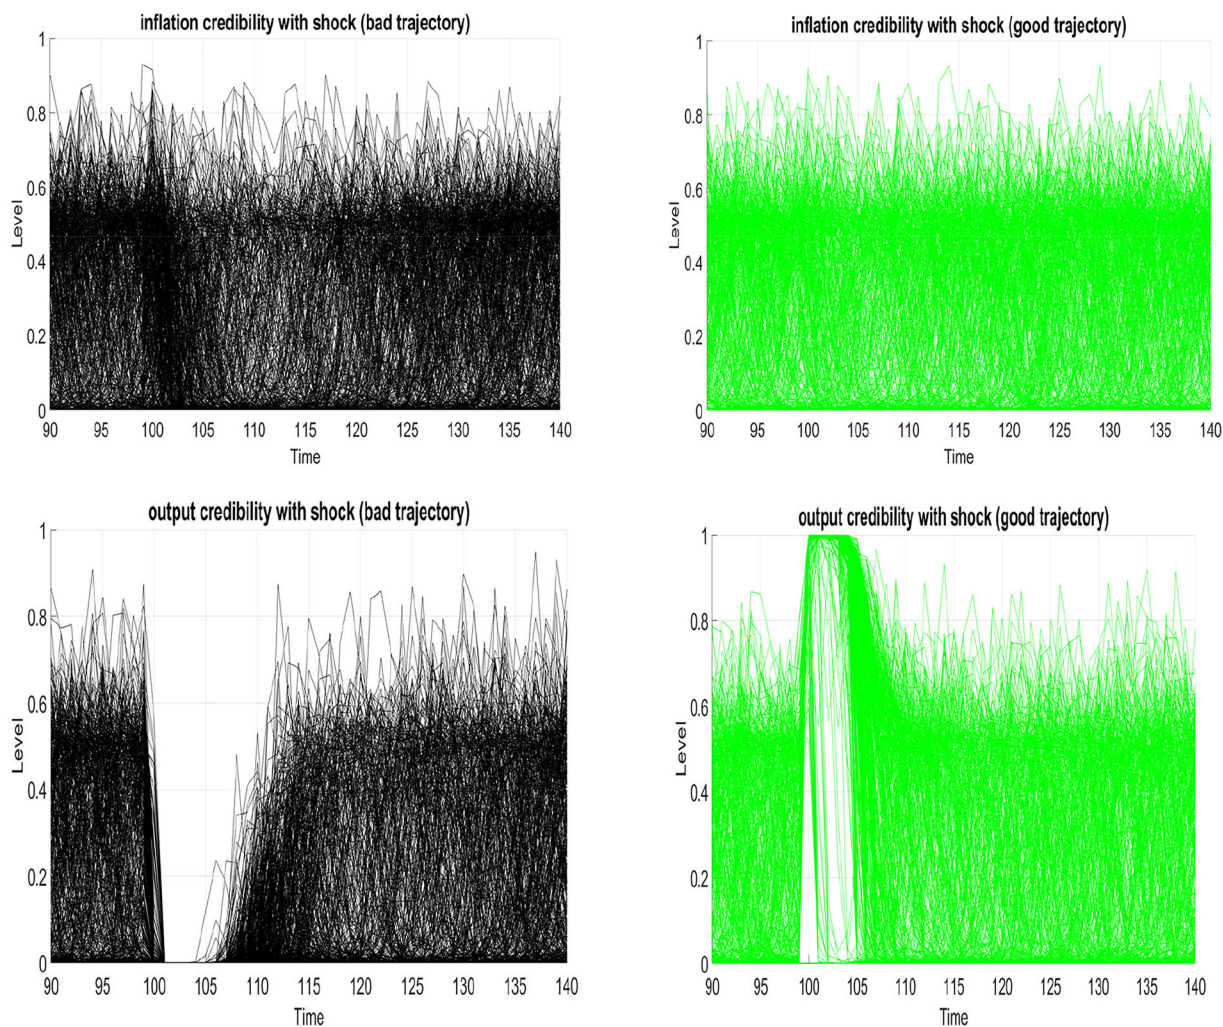 inflation credibility with shock (bad trajectory)
1
0.8
0.6
0.4
0.2
0
Level
90 95 100 105 110 115 120 125 130 135 140
Time
inflation credibility with shock (good trajectory)
1
0.8
0.6
0.4
0.2
0
Level
90 95 100 105 110 115 120 125 130 135 140
Time
output credibility with shock (bad trajectory)
1
0.8
0.6
0.4
0.2
0
Level
90 95 100 105 110 115 120 125 130 135 140
Time
output credibility with shock (good trajectory)
1
0.8
0.6
0.4
0.2
0
Level
90 95 100 105 110 115 120 125 130 135 140
Time